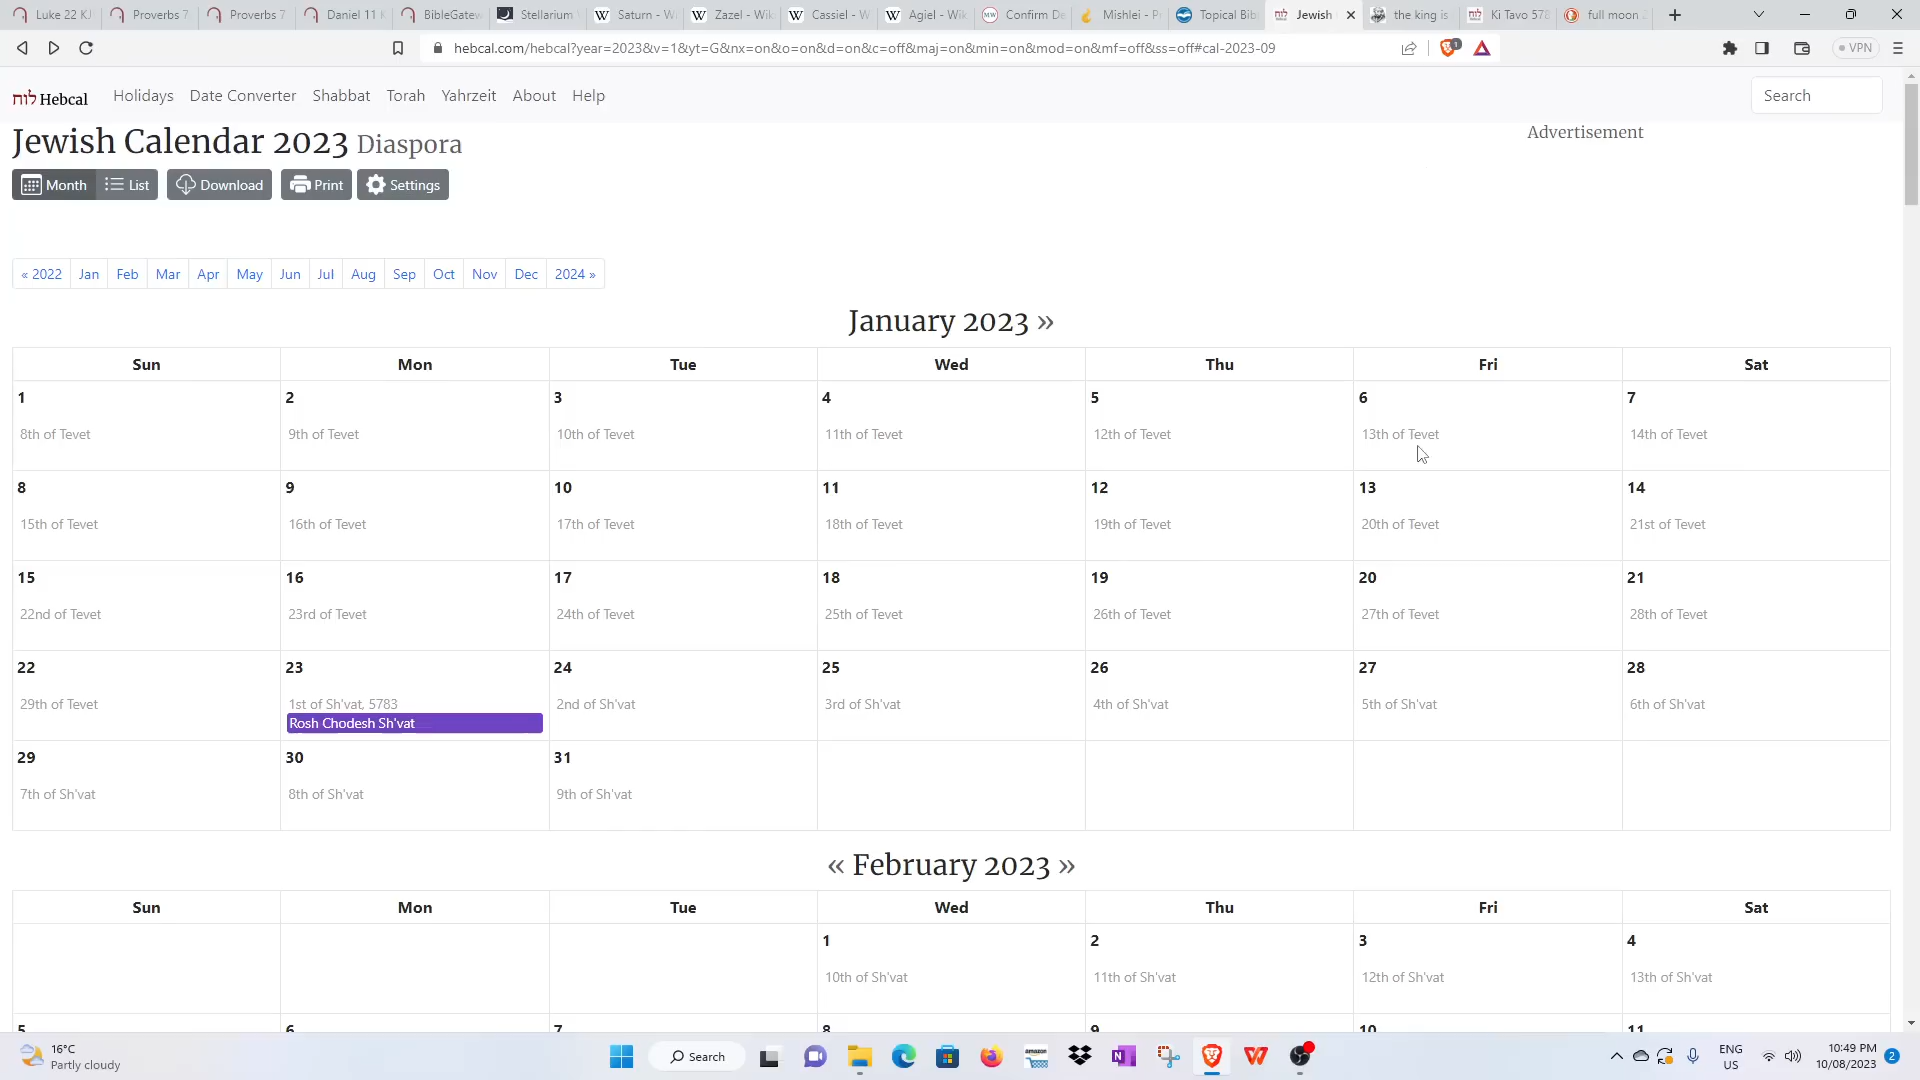 Luke 22 KJ
Proverbs 7
Proverbs 7
Daniel 11 K
BibleGatew
Stellarium
Saturn - W
Zazel - Wik
Cassiel - W
Agiel - Wik
Confirm De
Mishlei - P
Topical Bib
Jewish
the king is
Ki Tavo 578
full moon 2
hebcal.com/hebcal?year=2023&v=1&yt=G&nx=on&o=on&d=on&c=off&maj=on&min=on&mod=on&mf=off&ss=off#cal-2023-09
1
VPN
לוח Hebcal Holidays Date Converter Shabbat Torah Yahrzeit About Help Search
Jewish Calendar 2023 Diaspora
Advertisement
Month List Download Print Settings
« 2022 Jan Feb Mar Apr May Jun Jul Aug Sep Oct Nov Dec 2024 »
January 2023 »
Sun Mon Tue Wed Thu Fri Sat
1 2 3 4 5 6 7
8th of Tevet 9th of Tevet 10th of Tevet 11th of Tevet 12th of Tevet 13th of Tevet 14th of Tevet
8 9 10 11 12 13 14
15th of Tevet 16th of Tevet 17th of Tevet 18th of Tevet 19th of Tevet 20th of Tevet 21st of Tevet
15 16 17 18 19 20 21
22nd of Tevet 23rd of Tevet 24th of Tevet 25th of Tevet 26th of Tevet 27th of Tevet 28th of Tevet
22 23 24 25 26 27 28
29th of Tevet 1st of Sh'vat, 5783 2nd of Sh'vat 3rd of Sh'vat 4th of Sh'vat 5th of Sh'vat 6th of Sh'vat
Rosh Chodesh Sh'vat
29 30 31
7th of Sh'vat 8th of Sh'vat 9th of Sh'vat
« February 2023 »
Sun Mon Tue Wed Thu Fri Sat
1 2 3 4
10th of Sh'vat 11th of Sh'vat 12th of Sh'vat 13th of Sh'vat
5 6 7 8 9 10 11
16°C
Partly cloudy
Search
amazon
ENG
US
10:49 PM
10/08/2023
2